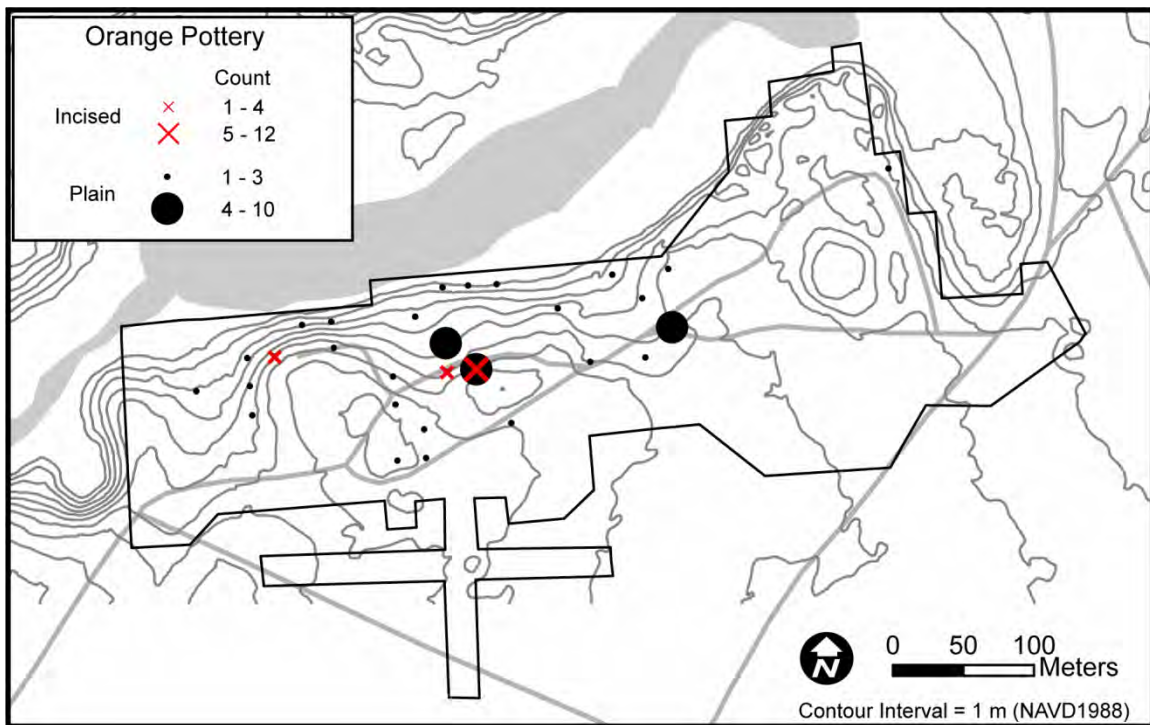 Orange Pottery
Count
Incised
1 - 4
5 - 12
Plain
1 - 3
4 - 10
N
0 50 100
Meters
Contour Interval = 1 m (NAVD1988)